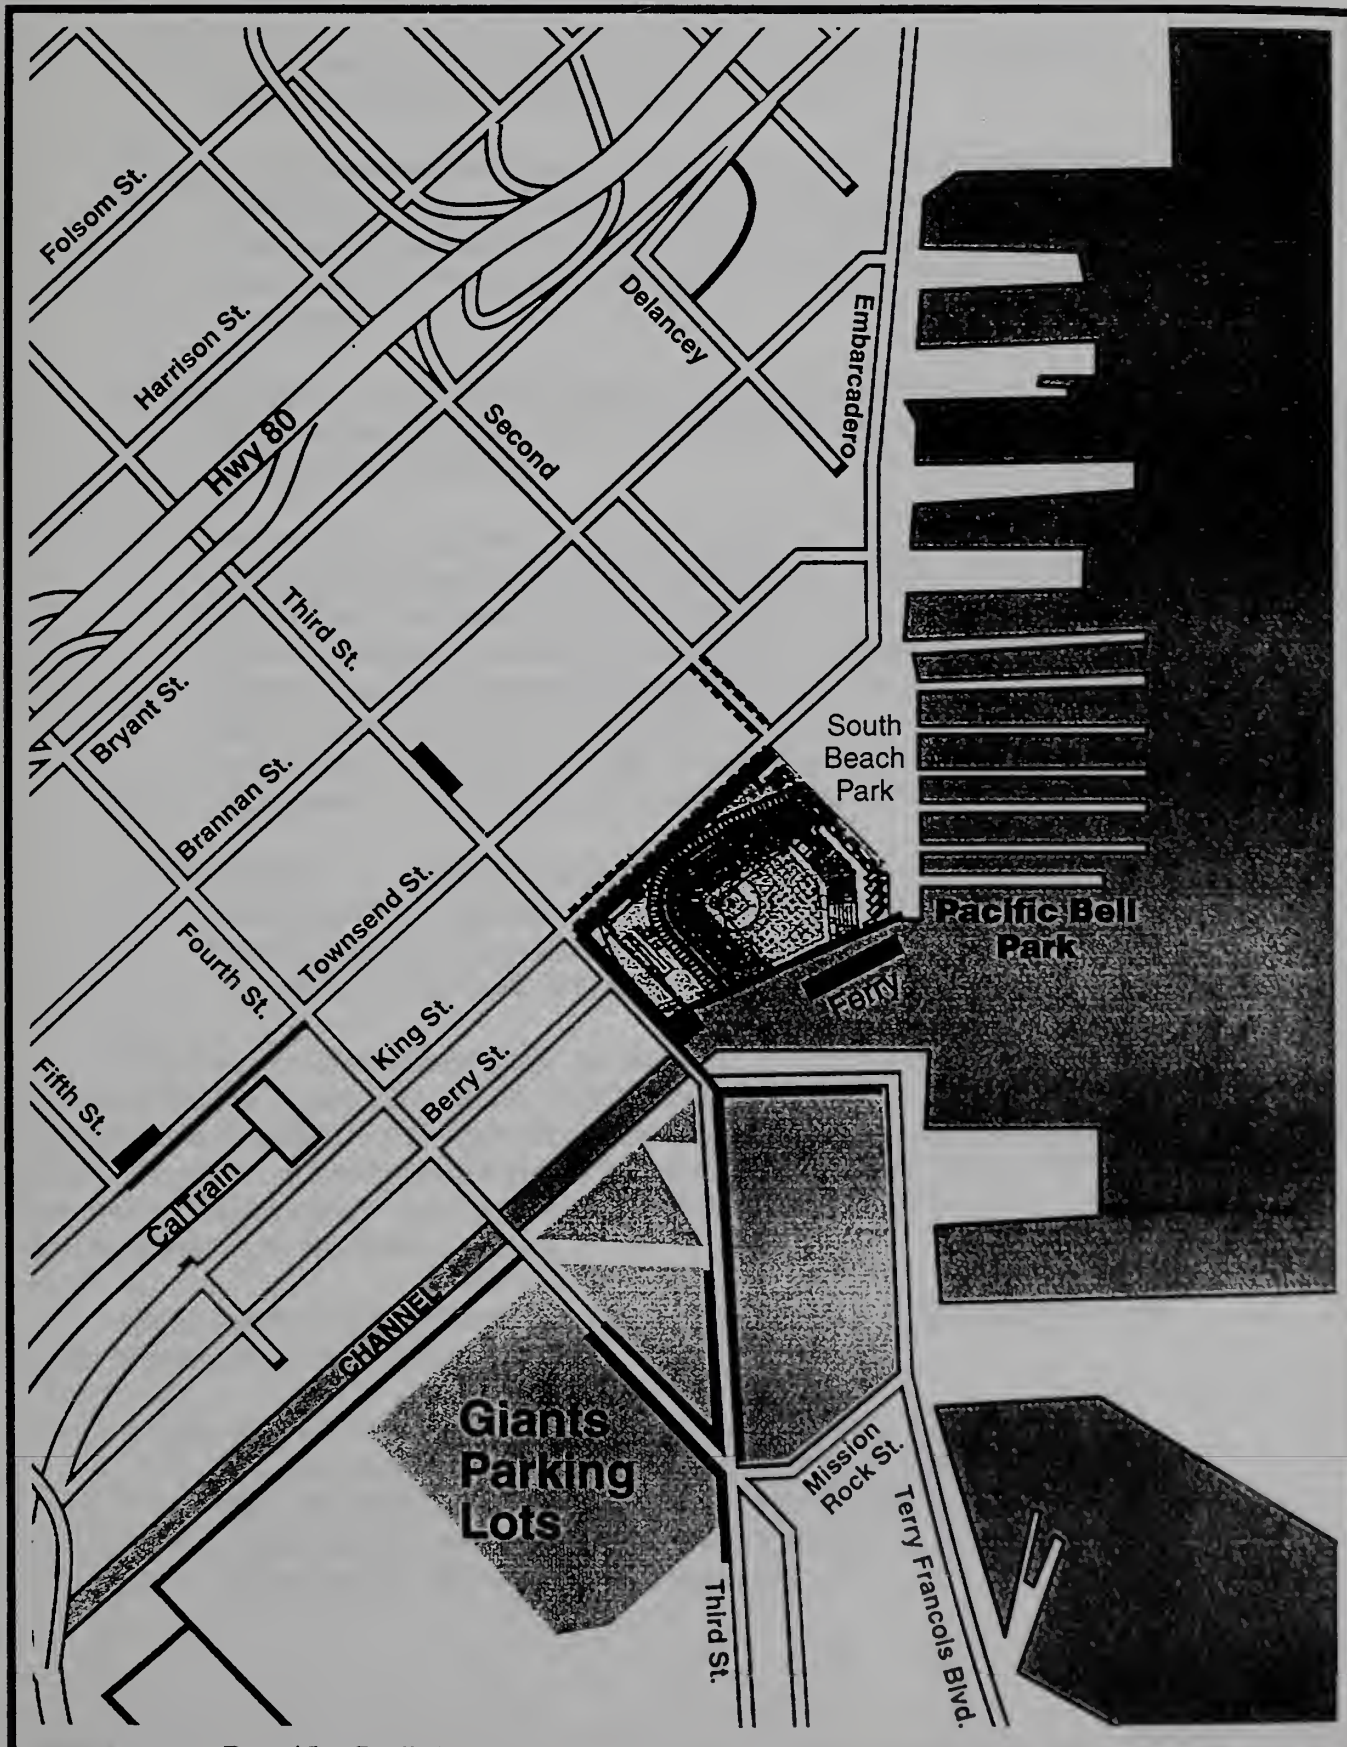 Folsom St.
Harrison St.
Hwy 80
Delancey
Embarcadero
Second
Third St.
Bryant St.
Brannan St.
South
Beach
Park
Townsend St.
Fourth St.
Pacific Bell
Park
Ferry
King St.
Berry St.
Fifth St.
CalTrain
CHANNEL
Giants
Parking
Lots
Mission
Rock St.
Terry Francois Blvd.
Third St.